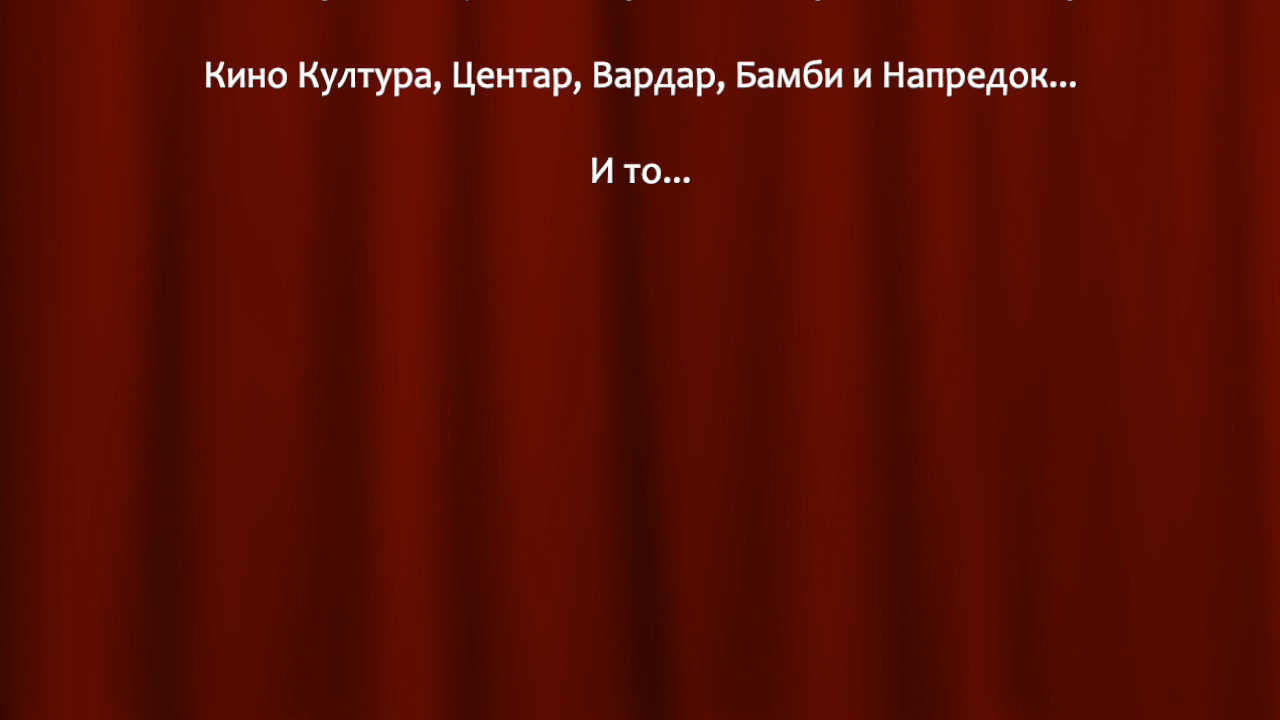 Кино Култура, Центар, Вардар, Бамби и Напредок...
И то...